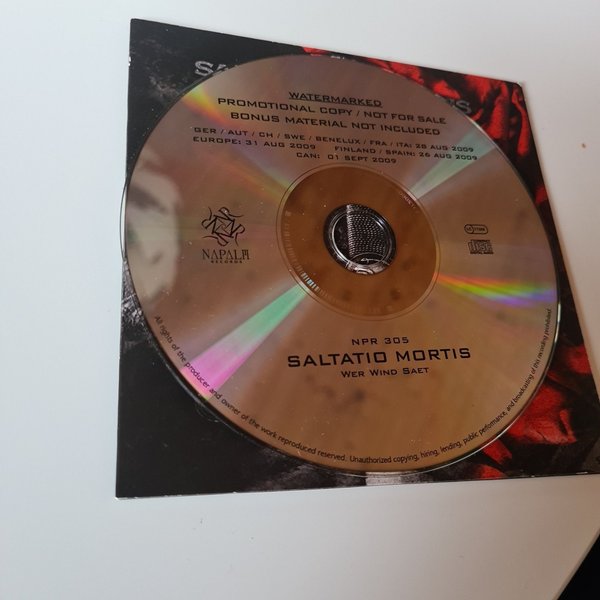 WATERMARKED
PROMOTIONAL COPY / NOT FOR SALE
BONUS MATERIAL NOT INCLUDED
GER / AUT / CH / SWE / BENELUX / FRA / ITA: 28 AUG 2009
EUROPE: 31 AUG 2009 FINLAND / SPAIN: 26 AUG 2009
CAN: 01 SEPT 2009
NAPALM
RECORDS
NPR 305
SALTATIO MORTIS
WER WIND SAET
All rights of the producer and owner of the work reproduced reserved. Unauthorized copying, hiring, lending, public performance, and broadcasting of this recording prohibited!